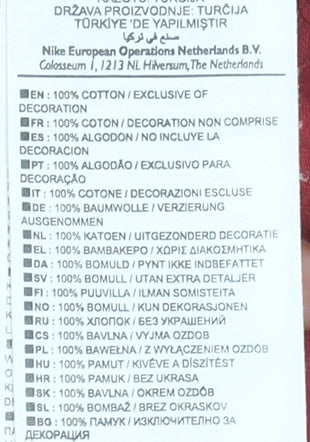 DRŽAVA PROIZVODNJE: TURČIJA
TÜRKİYE 'DE YAPILMIŞTIR
صنع في تركيا
Nike European Operations Netherlands B.V.
Colosseum 1, 1213 NL Hilversum, The Netherlands
EN : 100% COTTON / EXCLUSIVE OF
DECORATION
FR : 100% COTON / DECORATION NON COMPRISE
ES : 100% ALGODON / NO INCLUYE LA
DECORACION
PT : 100% ALGODÃO / EXCLUSIVO PARA
DECORAÇÃO
IT : 100% COTONE / DECORAZIONI ESCLUSE
DE : 100% BAUMWOLLE / VERZIERUNG
AUSGENOMMEN
NL : 100% KATOEN / UITGEZONDERD DECORATIE
EL : 100% ΒΑΜΒΑΚΕΡΟ / ΧΩΡΙΣ ΔΙΑΚΟΣΜΗΤΙΚΑ
DA : 100% BOMULD / PYNT IKKE INDBEFATTET
SV : 100% BOMULL / UTAN EXTRA DETALJER
FI : 100% PUUVILLA / ILMAN SOMISTEITA
NO : 100% BOMULL / KUN DEKORASJONEN
RU : 100% ХЛОПОК / БЕЗ УКРАШЕНИЙ
CS : 100% BAVLNA / VYJMA OZDOB
PL : 100% BAWEŁNA / Z WYŁĄCZENIEM OZDÓB
HU : 100% PAMUT / KIVÉVE A DÍSZÍTÉST
HR : 100% PAMUK / BEZ UKRASA
SK : 100% BAVLNA / OKREM OZDÔB
SL : 100% BOMBAŽ / BREZ OKRASKOV
BG : 100% ПАМУК / ИЗКЛЮЧИТЕЛНО ЗА
ДЕКОРАЦИЯ